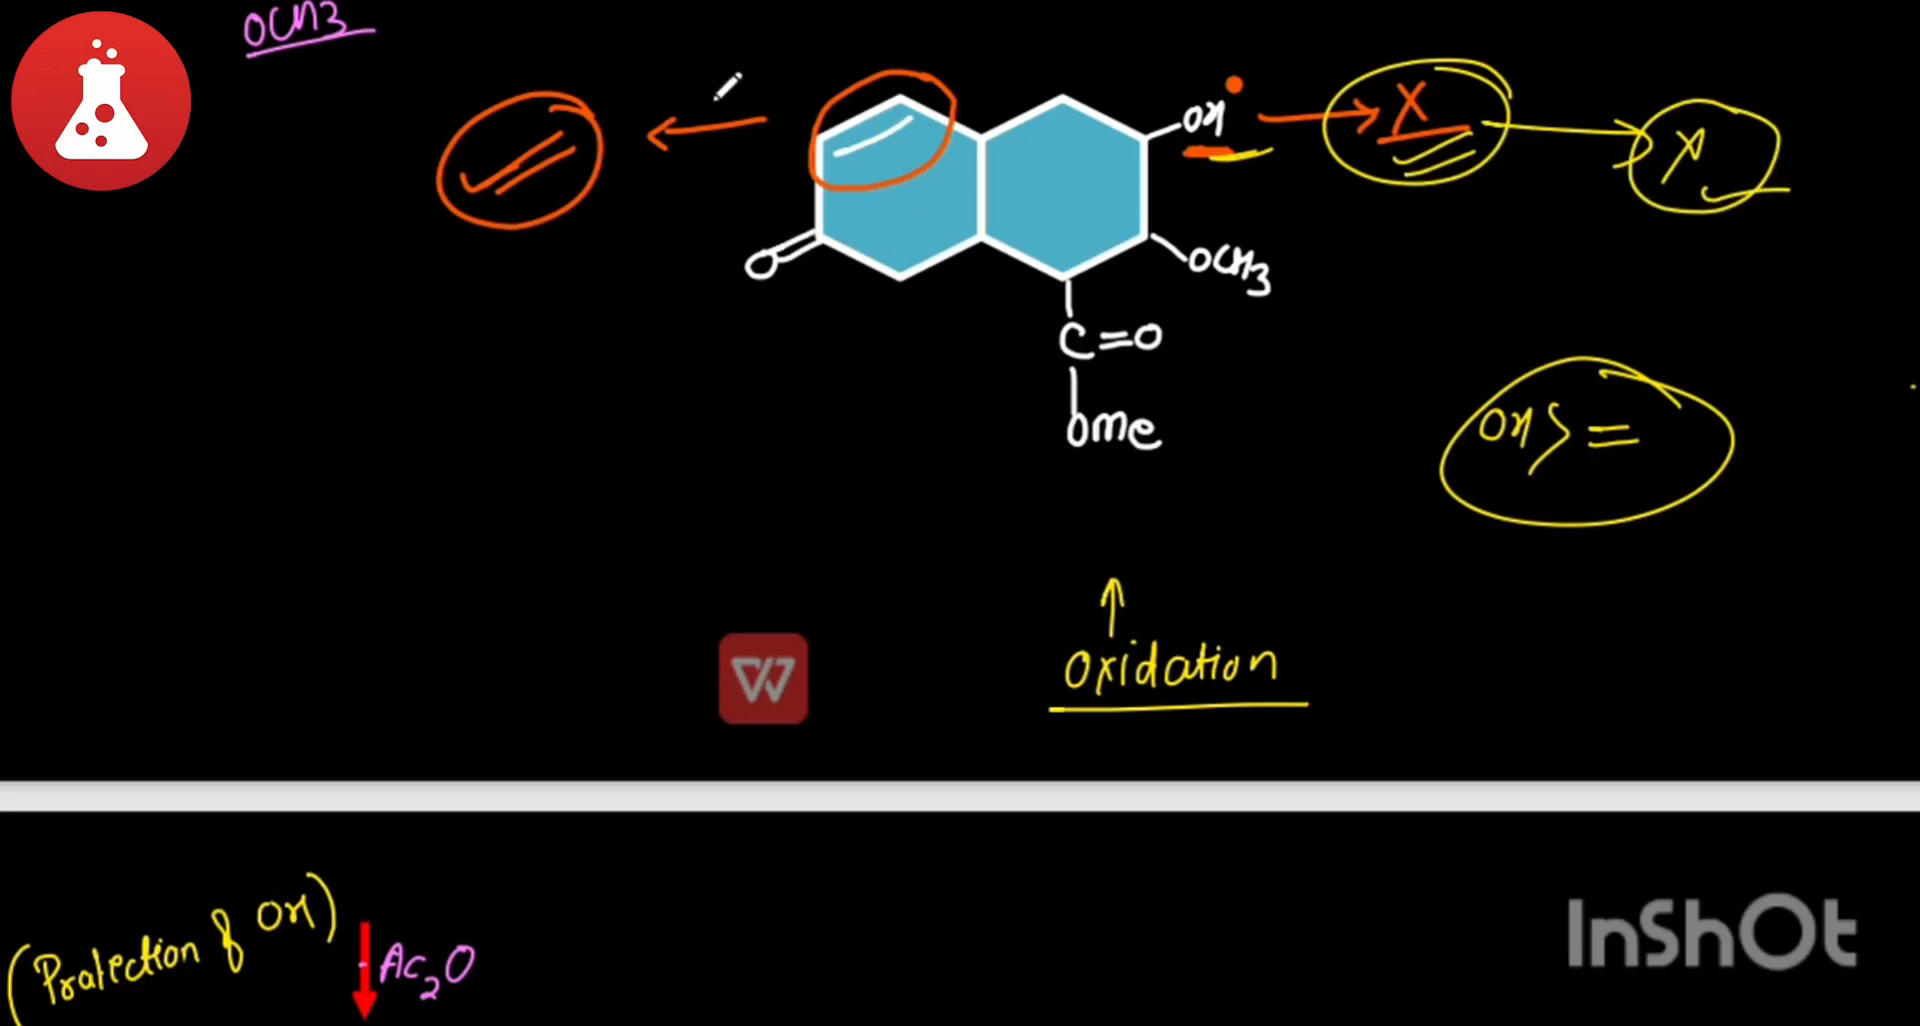 OCH3
OH
X
X
O
OCH3
C=O
OMe
OH > =
Oxidation
(Protection of OH)
Ac2O
InShOt